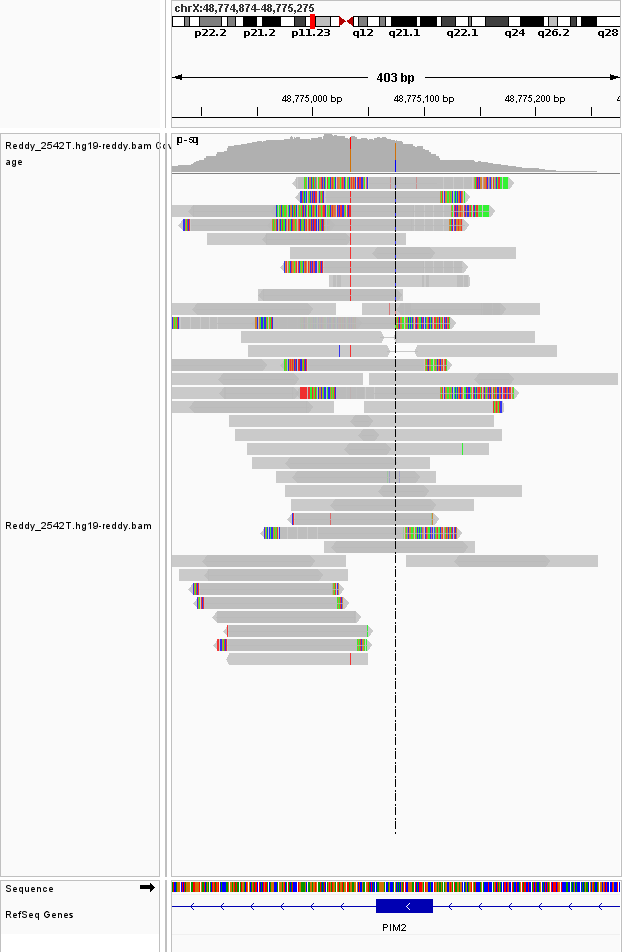 chrX:48,774,874-48,775,275
p22.2 p21.2 p11.23 q12 q21.1 q22.1 q24 q26.2 q28
403 bp
48,775,000 bp 48,775,100 bp 48,775,200 bp
Reddy_2542T.hg19-reddy.bam Cov
age
Reddy_2542T.hg19-reddy.bam
Sequence
RefSeq Genes
PIM2